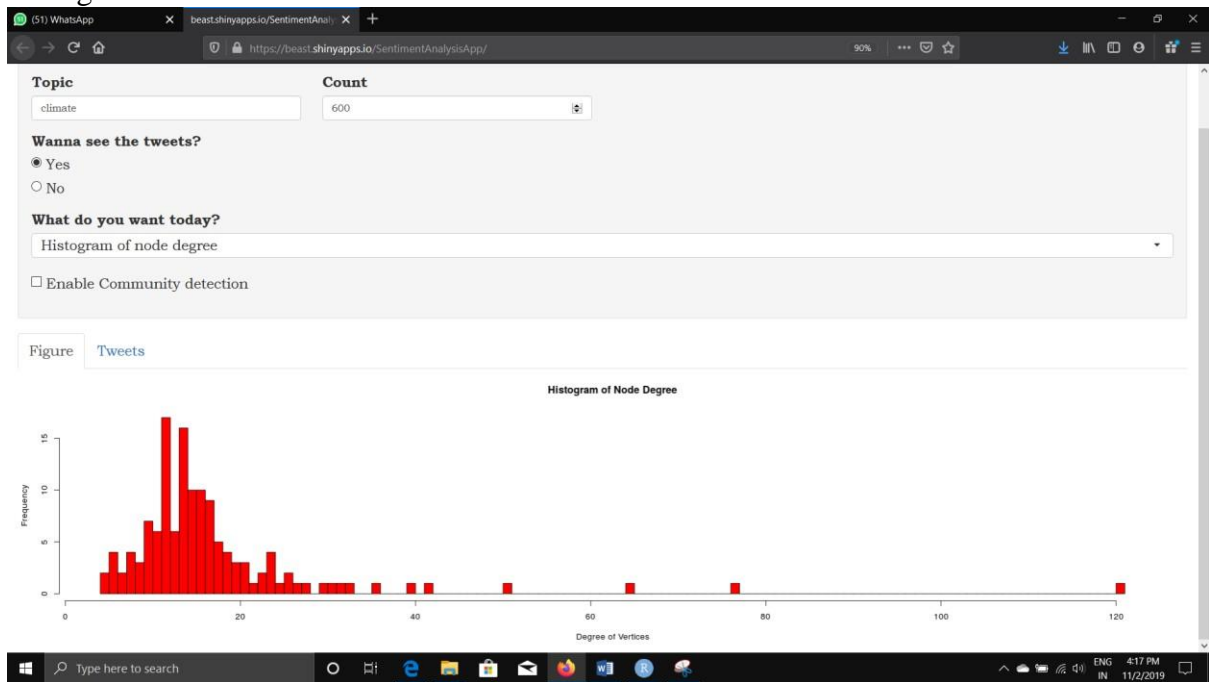 (51) WhatsApp
beast.shinyapps.io/SentimentAnaly
https://beast.shinyapps.io/SentimentAnalysisApp/
90%
Topic
Count
climate
600
Wanna see the tweets?
Yes
No
What do you want today?
Histogram of node degree
Enable Community detection
Figure
Tweets
Histogram of Node Degree
Frequency
15
10
5
0
0 20 40 60 80 100 120
Degree of Vertices
Type here to search
ENG 4:17 PM
IN 11/2/2019